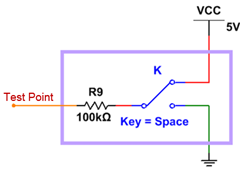 VCC
5V
K
R9
Test Point
100kΩ
Key = Space